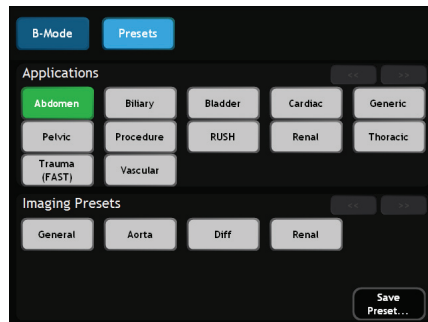 B-Mode Presets
Applications << >>
Abdomen Biliary Bladder Cardiac Generic
Pelvic Procedure RUSH Renal Thoracic
Trauma
(FAST) Vascular
Imaging Presets << >>
General Aorta Diff Renal
Save
Preset...